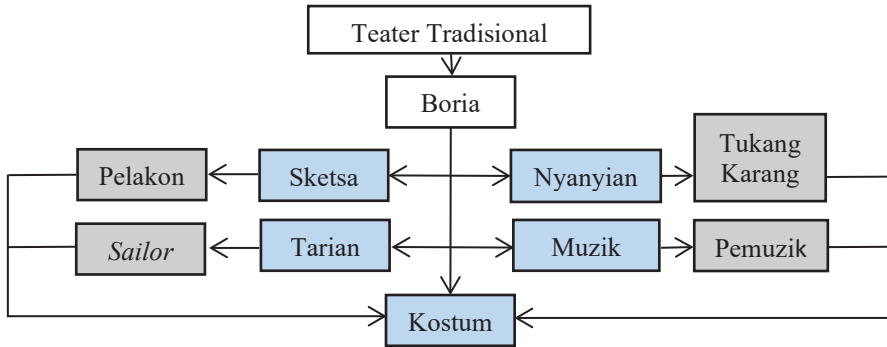 Teater Tradisional
Boria
Pelakon
Sketsa
Nyanyian
Tukang
Karang
Sailor
Tarian
Muzik
Pemuzik
Kostum